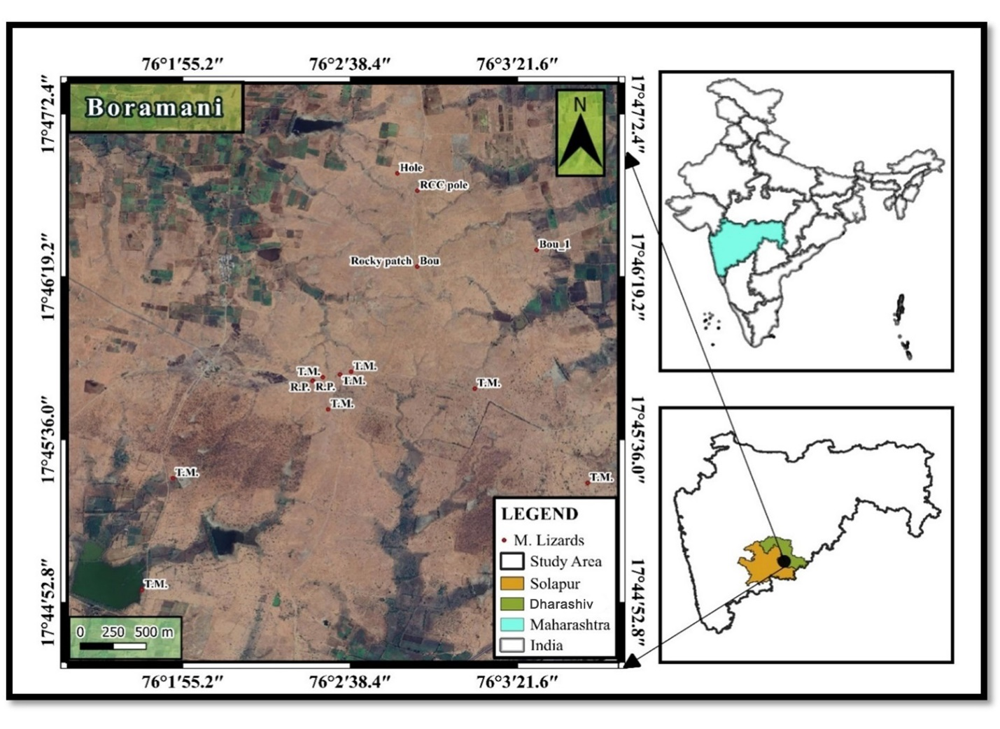 76°1′55.2″ 76°2′38.4″ 76°3′21.6″
Boramani
N
17°47′2.4″
17°46′19.2″
17°45′36.0″
17°44′52.8″
17°47′2.4″
17°46′19.2″
17°45′36.0″
17°44′52.8″
Hole
RCC pole
Bou_1
Rocky patch Bou
T.M. T.M.
R.P. R.P. T.M.
T.M.
T.M.
T.M.
T.M.
T.M.
LEGEND
M. Lizards
Study Area
Solapur
Dharashiv
Maharashtra
India
0 250 500 m
76°1′55.2″ 76°2′38.4″ 76°3′21.6″